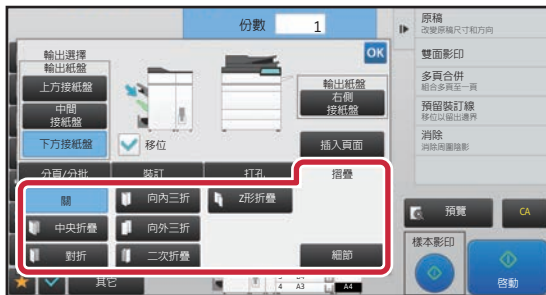 份數 1
OK
輸出選擇
輸出紙盤
上方接紙盤
中間
接紙盤
下方接紙盤
移位
輸出紙盤
右側
接紙盤
插入頁面
分頁/分批 裝訂 打孔 摺疊
關 向內三折 Z形折疊
中央折疊 向外三折
對折 二次折疊 細節
其它
4 A3 A4
原稿
改變原稿尺寸和方向
雙面影印
多頁合併
組合多頁至一頁
預留裝訂線
移位以留出邊界
消除
消除周圍陰影
預覽 CA
樣本影印
啓動